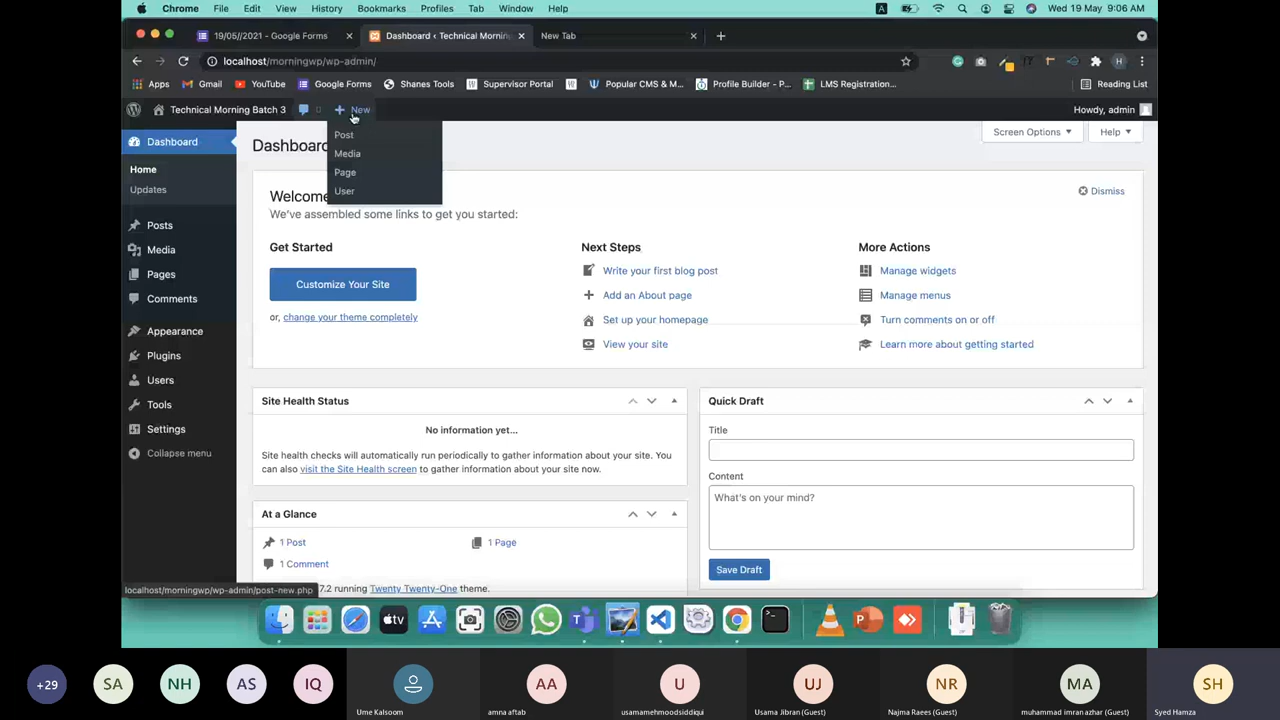 Chrome File Edit View History Bookmarks Profiles Tab Window Help A Wed 19 May 9:06 AM
19/05//2021 - Google Forms Dashboard ‹ Technical Mornin New Tab
localhost/morningwp/wp-admin/
Apps Gmail YouTube Google Forms Shanes Tools Supervisor Portal Popular CMS & M... Profile Builder - P... LMS Registration... Reading List
Technical Morning Batch 3 0 + New Howdy, admin
Post
Media
Page
User
Dashboard
Home
Updates
Posts
Media
Pages
Comments
Appearance
Plugins
Users
Tools
Settings
Collapse menu
Dashboard
Screen Options Help
Welcome
Dismiss
We've assembled some links to get you started:
Get Started
Customize Your Site
or, change your theme completely
Next Steps
Write your first blog post
Add an About page
Set up your homepage
View your site
More Actions
Manage widgets
Manage menus
Turn comments on or off
Learn more about getting started
Site Health Status
No information yet...
Site health checks will automatically run periodically to gather information about your site. You
can also visit the Site Health screen to gather information about your site now.
At a Glance
1 Post 1 Page
1 Comment
7.2 running Twenty Twenty-One theme.
Quick Draft
Title
Content
What's on your mind?
Save Draft
localhost/morningwp/wp-admin/post-new.php
tv
P
+29 SA NH AS IQ AA U UJ NR MA SH
Ume Kalsoom amna aftab usamamehmoodsiddiqui Usama Jibran (Guest) Najma Raees (Guest) muhammad imran azhar (Guest) Syed Hamza